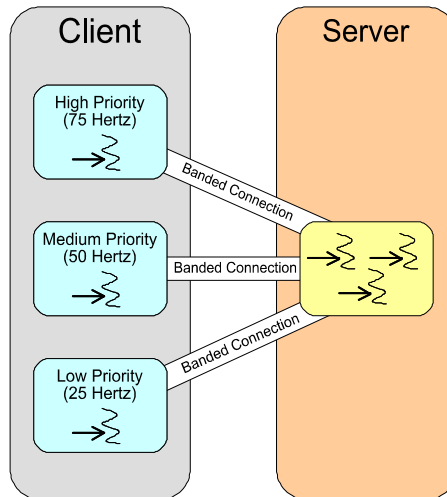 Client
Server
High Priority
(75 Hertz)
Banded Connection
Medium Priority
(50 Hertz)
Banded Connection
Low Priority
(25 Hertz)
Banded Connection